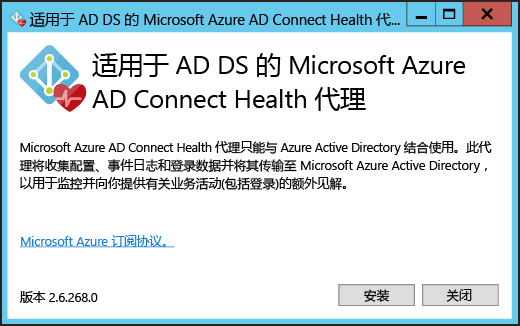 适用于 AD DS 的 Microsoft Azure AD Connect Health 代...
适用于 AD DS 的 Microsoft Azure
AD Connect Health 代理
Microsoft Azure AD Connect Health 代理只能与 Azure Active Directory 结合使用。此代
理将收集配置、事件日志和登录数据并将其传输至 Microsoft Azure Active Directory，
以用于监控并向你提供有关业务活动(包括登录)的额外见解。
Microsoft Azure 订阅协议。
版本 2.6.268.0
安装
关闭